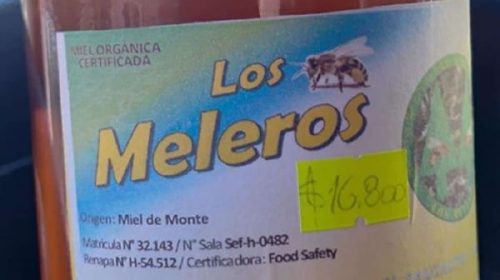 MIEL ORGÁNICA
CERTIFICADA
Los
Meleros
$16.800
Origen: Miel de Monte
Matrícula N° 32.143 / N° Sala Sef-h-0482
Renapa N° H-54.512 / Certificadora: Food Safety